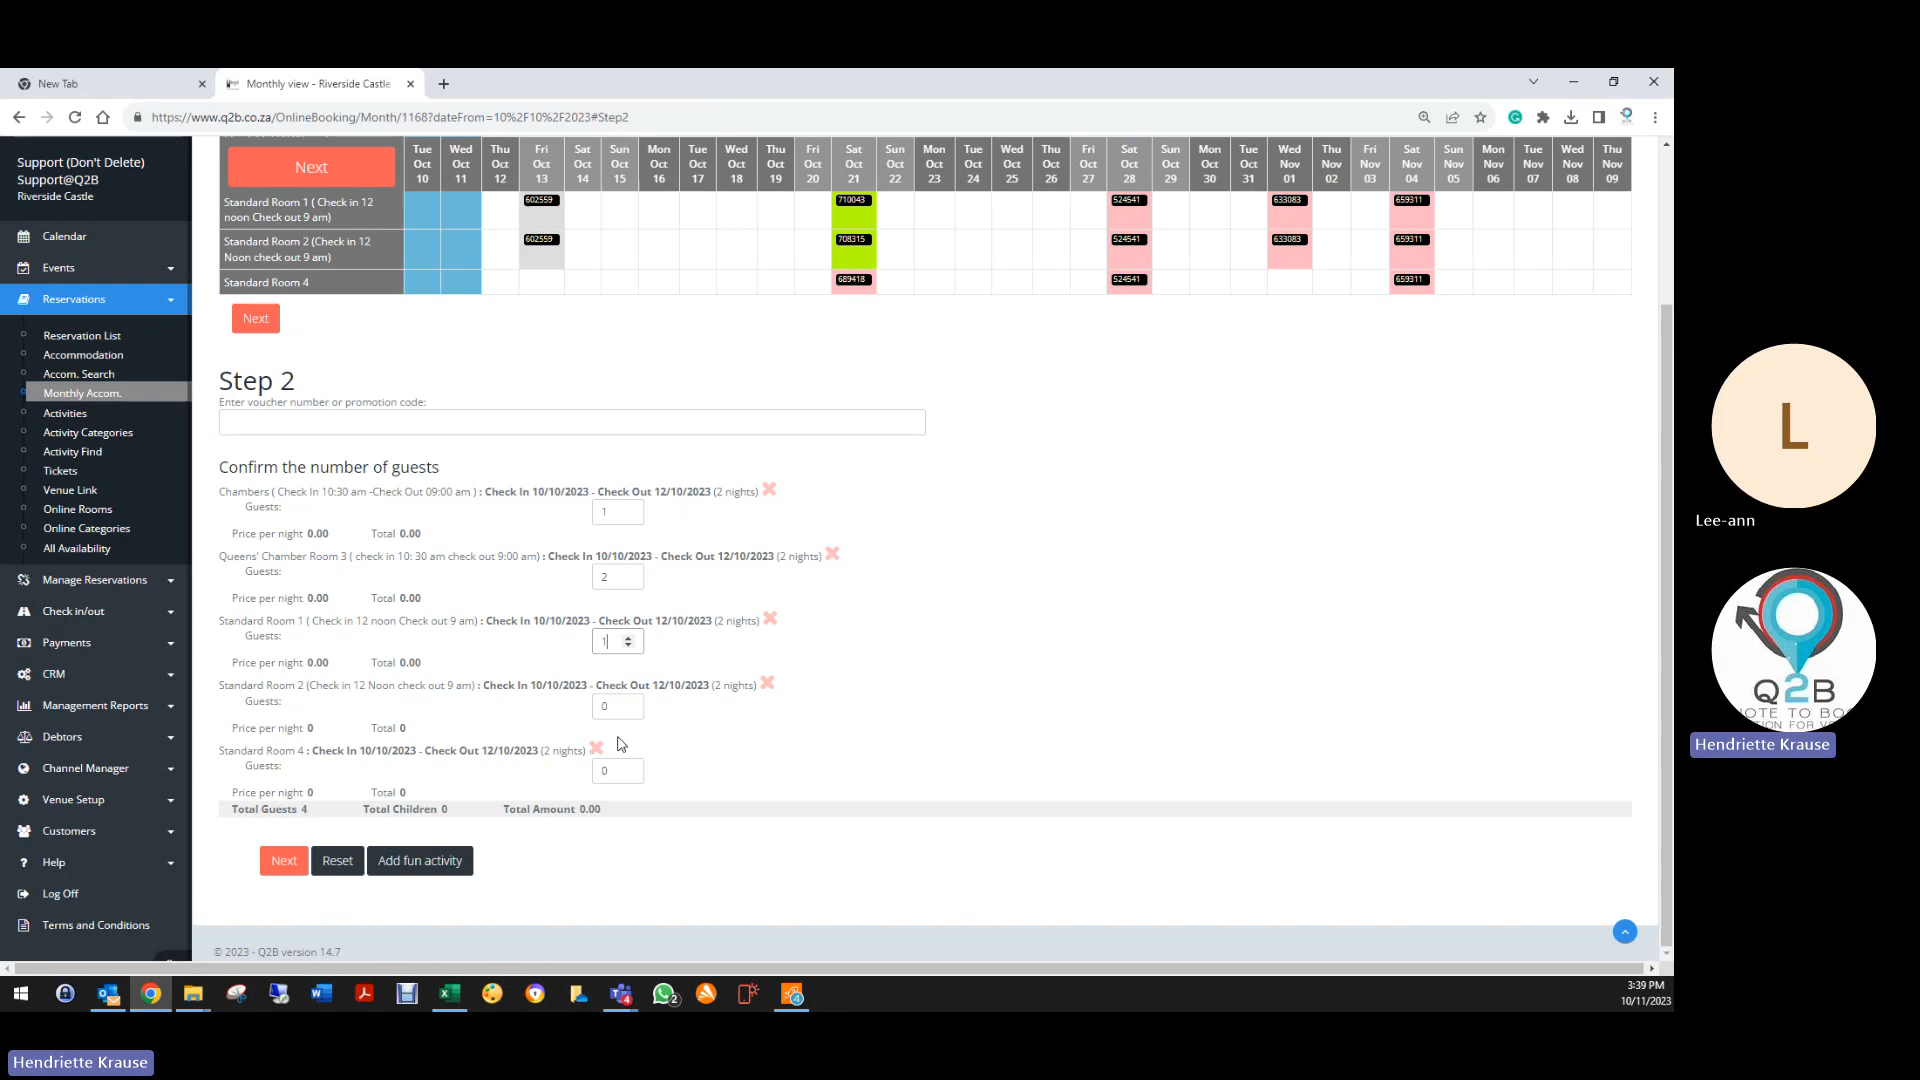 New Tab
Monthly view - Riverside Castle
https://www.q2b.co.za/OnlineBooking/Month/1168?dateFrom=10%2F10%2F2023#Step2
Support (Don't Delete)
Support@Q2B
Riverside Castle
Calendar
Events
Reservations
Reservation List
Accommodation
Accom. Search
Monthly Accom.
Activities
Activity Categories
Activity Find
Tickets
Venue Link
Online Rooms
Online Categories
All Availability
Manage Reservations
Check in/out
Payments
CRM
Management Reports
Debtors
Channel Manager
Venue Setup
Customers
Help
Log Off
Terms and Conditions
Next
Tue Wed Thu Fri Sat Sun Mon Tue Wed Thu Fri Sat Sun Mon Tue Wed Thu Fri Sat Sun Mon Tue Wed Thu Fri Sat Sun Mon Tue Wed Thu
Oct Oct Oct Oct Oct Oct Oct Oct Oct Oct Oct Oct Oct Oct Oct Oct Oct Oct Oct Oct Oct Oct Nov Nov Nov Nov Nov Nov Nov Nov Nov
10 11 12 13 14 15 16 17 18 19 20 21 22 23 24 25 26 27 28 29 30 31 01 02 03 04 05 06 07 08 09
Standard Room 1 ( Check in 12
noon Check out 9 am)
602559 710043 524541 633083 659311
Standard Room 2 (Check in 12
Noon check out 9 am)
602559 708315 524541 633083 659311
Standard Room 4
689418 524541 659311
Next
Step 2
Enter voucher number or promotion code:
Confirm the number of guests
Chambers ( Check In 10:30 am -Check Out 09:00 am ) : Check In 10/10/2023 - Check Out 12/10/2023 (2 nights)
Guests: 1
Price per night 0.00 Total 0.00
Queens' Chamber Room 3 ( check in 10: 30 am check out 9:00 am) : Check In 10/10/2023 - Check Out 12/10/2023 (2 nights)
Guests: 2
Price per night 0.00 Total 0.00
Standard Room 1 ( Check in 12 noon Check out 9 am) : Check In 10/10/2023 - Check Out 12/10/2023 (2 nights)
Guests: 1
Price per night 0.00 Total 0.00
Standard Room 2 (Check in 12 Noon check out 9 am) : Check In 10/10/2023 - Check Out 12/10/2023 (2 nights)
Guests: 0
Price per night 0 Total 0
Standard Room 4 : Check In 10/10/2023 - Check Out 12/10/2023 (2 nights)
Guests: 0
Price per night 0 Total 0
Total Guests 4 Total Children 0 Total Amount 0.00
Next Reset Add fun activity
© 2023 - Q2B version 14.7
3:39 PM
10/11/2023
L
Lee-ann
Q2B
Hendriette Krause
Hendriette Krause